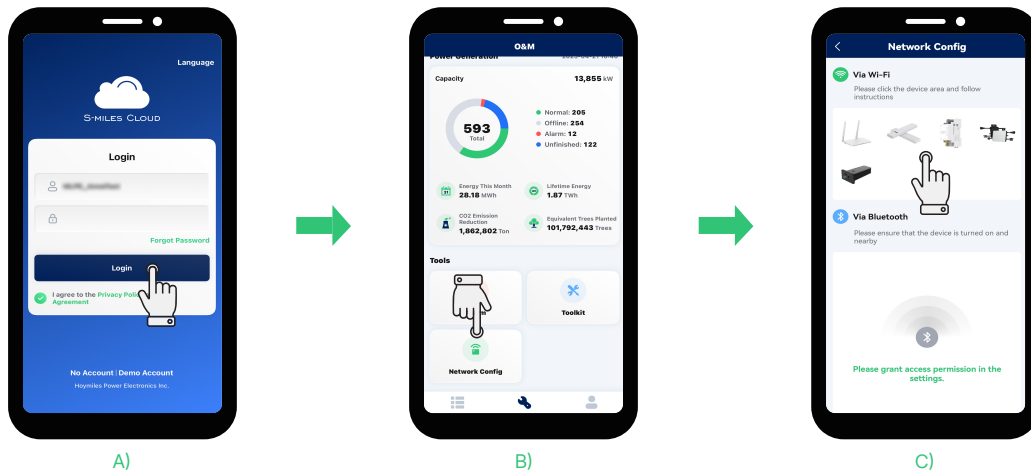 Language
S-MILES CLOUD
Login
Forgot Password
Login
I agree to the Privacy
Agreement
No Account | Demo Account
Hoymiles Power Electronics Inc.
A)
O&M
Power Generation
Capacity
13,855 kW
593
Total
Normal: 205
Offline: 254
Alarm: 12
Unfinished: 122
Energy This Month
28.18 MWh
Lifetime Energy
1.87 TWh
CO2 Emission
Reduction
1,862,802 Ton
Equivalent Trees Planted
101,792,443 Trees
Tools
Toolkit
Network Config
B)
Network Config
Via Wi-Fi
Please click the device area and follow
instructions
Via Bluetooth
Please ensure that the device is turned on and
nearby
Please grant access permission in the
settings.
C)